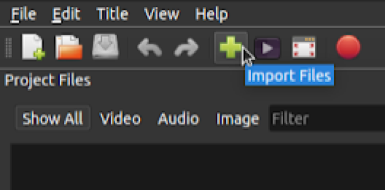 File Edit Title View Help
Import Files
Project Files
Show All Video Audio Image Filter